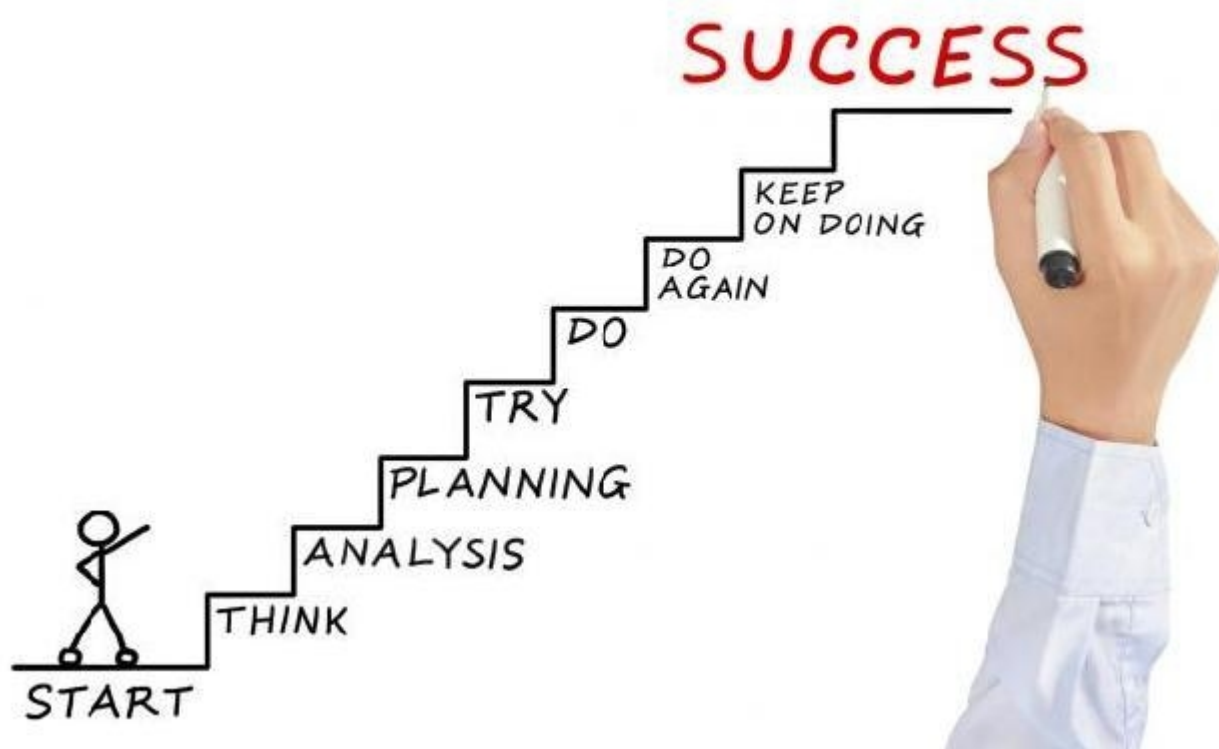 SUCCESS
KEEP
ON DOING
DO
AGAIN
DO
TRY
PLANNING
ANALYSIS
THINK
START